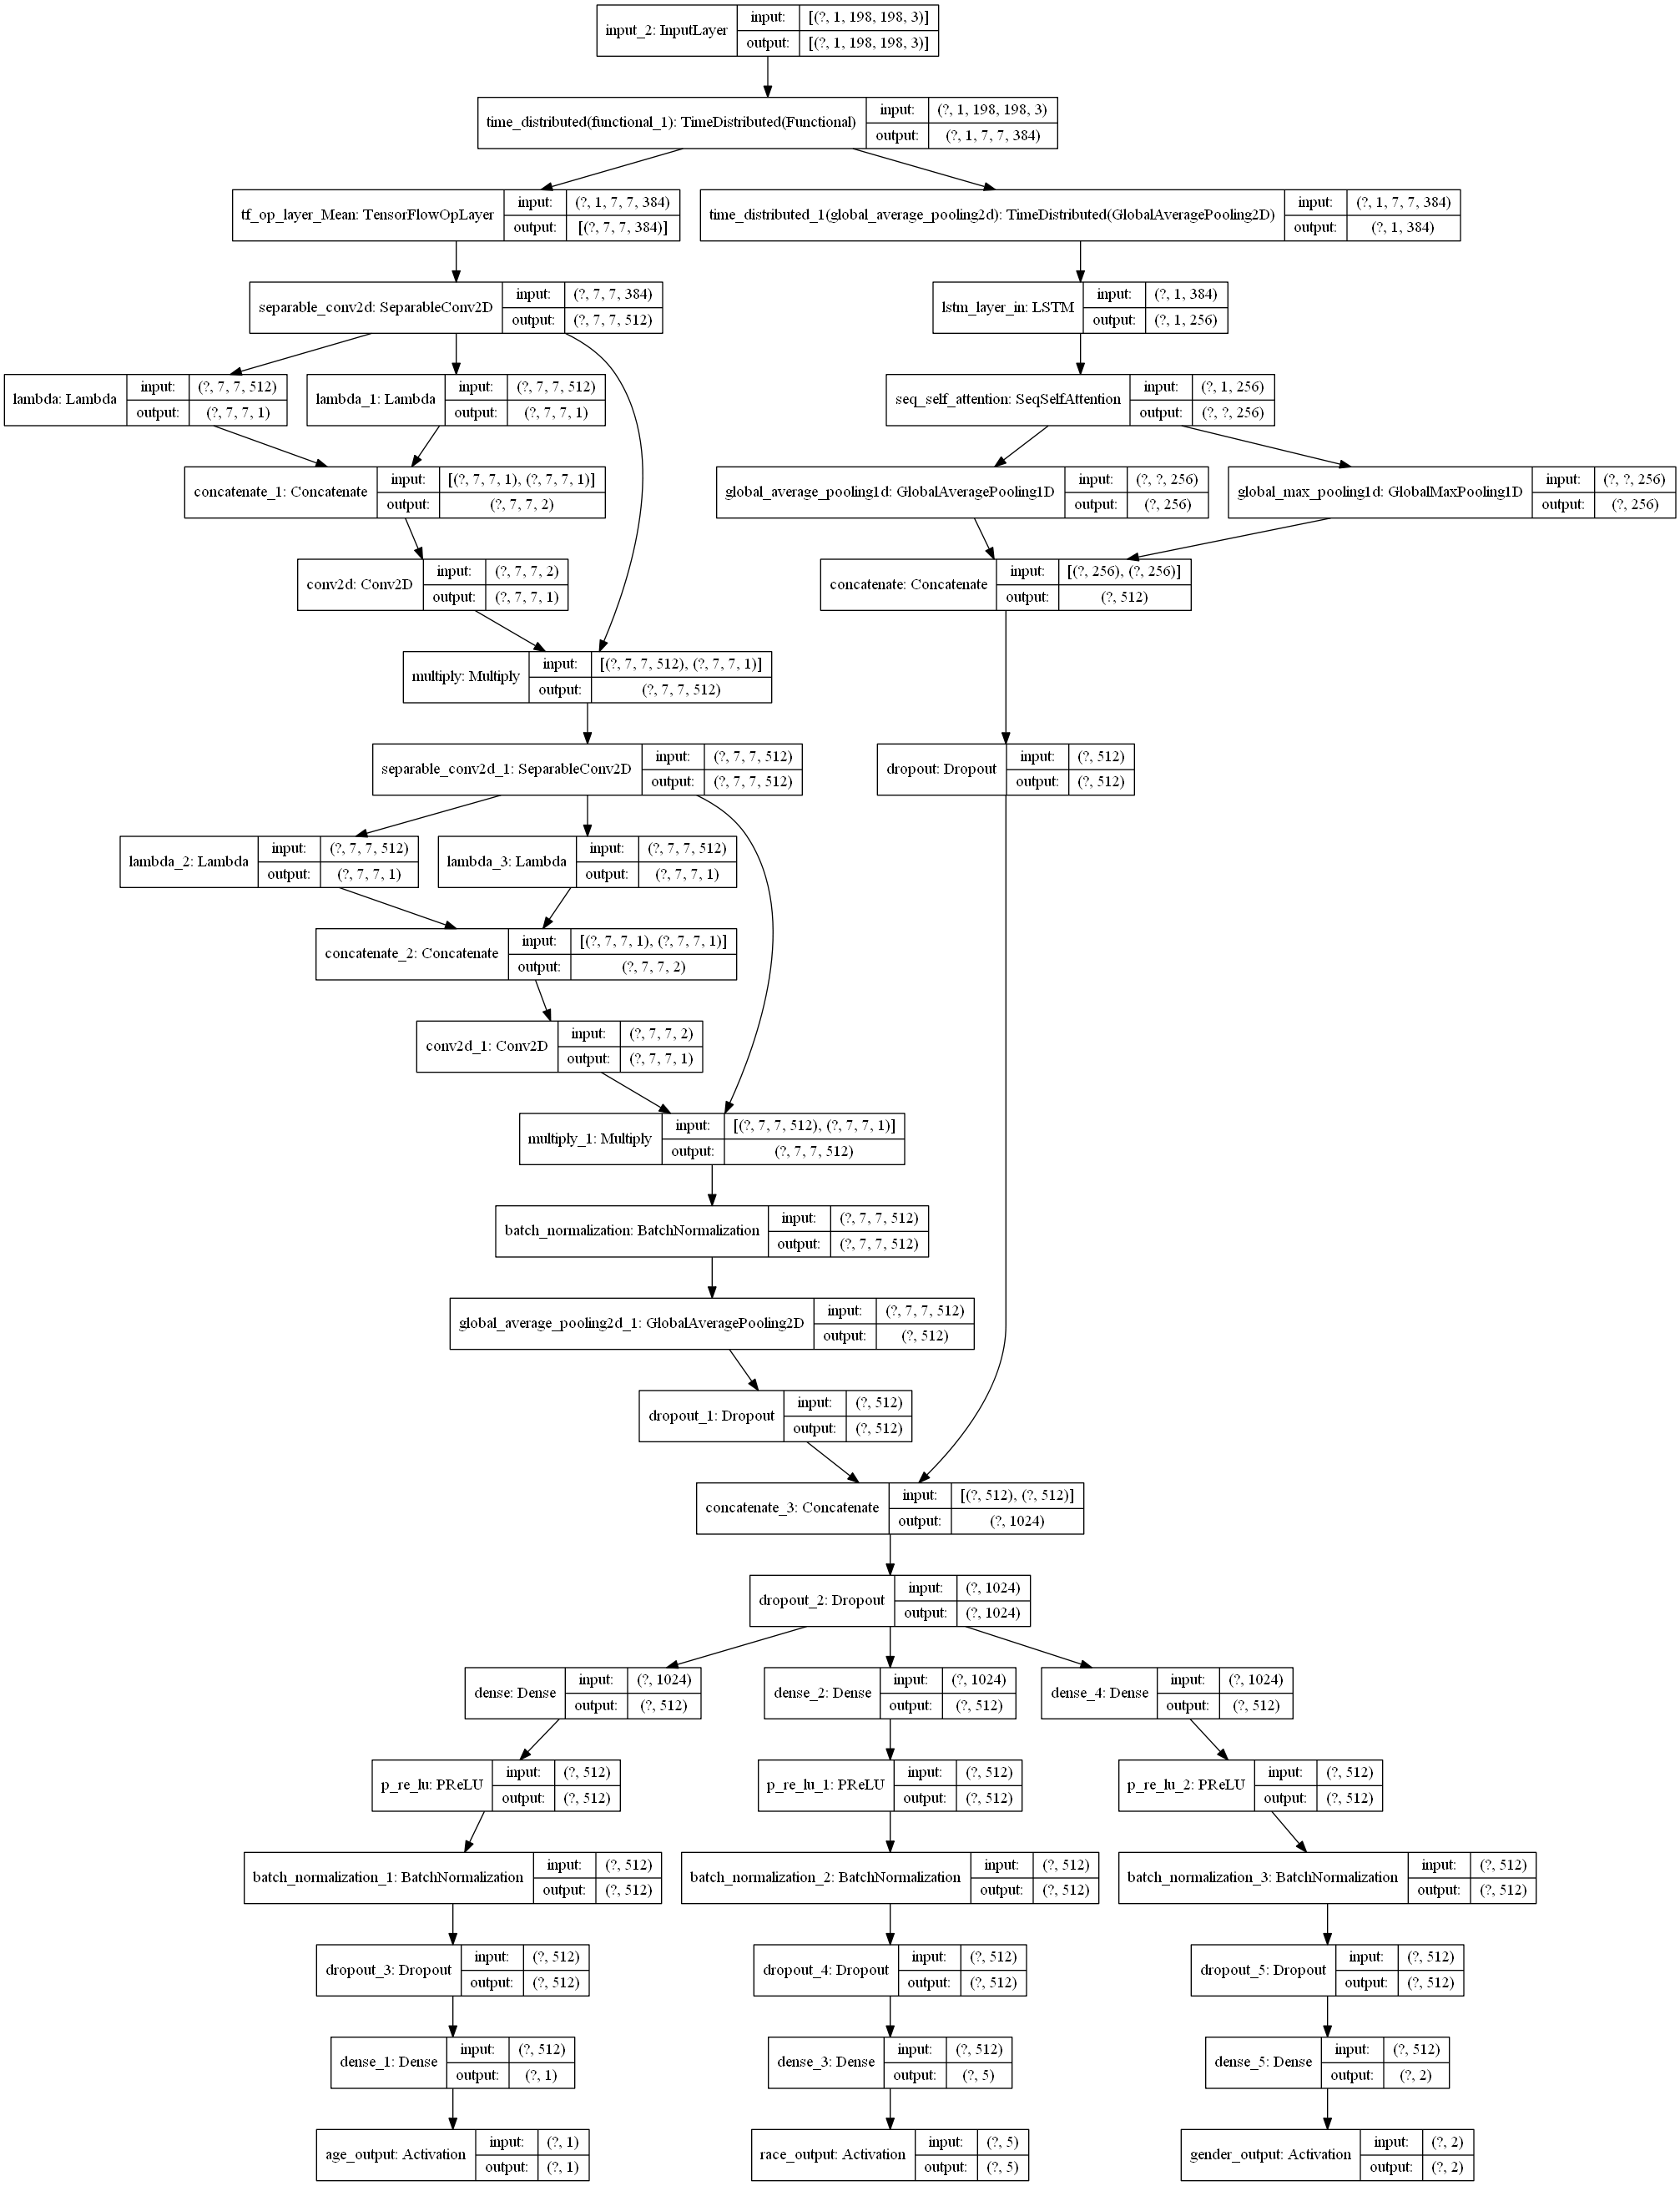 input_2: InputLayer
input: [(?, 1, 198, 198, 3)]
output: [(?, 1, 198, 198, 3)]
time_distributed(functional_1): TimeDistributed(Functional)
input: (?, 1, 198, 198, 3)
output: (?, 1, 7, 7, 384)
tf_op_layer_Mean: TensorFlowOpLayer
input: (?, 1, 7, 7, 384)
output: [(?, 7, 7, 384)]
time_distributed_1(global_average_pooling2d): TimeDistributed(GlobalAveragePooling2D)
input: (?, 1, 7, 7, 384)
output: (?, 1, 384)
separable_conv2d: SeparableConv2D
input: (?, 7, 7, 384)
output: (?, 7, 7, 512)
lstm_layer_in: LSTM
input: (?, 1, 384)
output: (?, 1, 256)
lambda: Lambda
input: (?, 7, 7, 512)
output: (?, 7, 7, 1)
lambda_1: Lambda
input: (?, 7, 7, 512)
output: (?, 7, 7, 1)
seq_self_attention: SeqSelfAttention
input: (?, 1, 256)
output: (?, ?, 256)
concatenate_1: Concatenate
input: [(?, 7, 7, 1), (?, 7, 7, 1)]
output: (?, 7, 7, 2)
global_average_pooling1d: GlobalAveragePooling1D
input: (?, ?, 256)
output: (?, 256)
global_max_pooling1d: GlobalMaxPooling1D
input: (?, ?, 256)
output: (?, 256)
conv2d: Conv2D
input: (?, 7, 7, 2)
output: (?, 7, 7, 1)
concatenate: Concatenate
input: [(?, 256), (?, 256)]
output: (?, 512)
multiply: Multiply
input: [(?, 7, 7, 512), (?, 7, 7, 1)]
output: (?, 7, 7, 512)
separable_conv2d_1: SeparableConv2D
input: (?, 7, 7, 512)
output: (?, 7, 7, 512)
dropout: Dropout
input: (?, 512)
output: (?, 512)
lambda_2: Lambda
input: (?, 7, 7, 512)
output: (?, 7, 7, 1)
lambda_3: Lambda
input: (?, 7, 7, 512)
output: (?, 7, 7, 1)
concatenate_2: Concatenate
input: [(?, 7, 7, 1), (?, 7, 7, 1)]
output: (?, 7, 7, 2)
conv2d_1: Conv2D
input: (?, 7, 7, 2)
output: (?, 7, 7, 1)
multiply_1: Multiply
input: [(?, 7, 7, 512), (?, 7, 7, 1)]
output: (?, 7, 7, 512)
batch_normalization: BatchNormalization
input: (?, 7, 7, 512)
output: (?, 7, 7, 512)
global_average_pooling2d_1: GlobalAveragePooling2D
input: (?, 7, 7, 512)
output: (?, 512)
dropout_1: Dropout
input: (?, 512)
output: (?, 512)
concatenate_3: Concatenate
input: [(?, 512), (?, 512)]
output: (?, 1024)
dropout_2: Dropout
input: (?, 1024)
output: (?, 1024)
dense: Dense
input: (?, 1024)
output: (?, 512)
dense_2: Dense
input: (?, 1024)
output: (?, 512)
dense_4: Dense
input: (?, 1024)
output: (?, 512)
p_re_lu: PReLU
input: (?, 512)
output: (?, 512)
p_re_lu_1: PReLU
input: (?, 512)
output: (?, 512)
p_re_lu_2: PReLU
input: (?, 512)
output: (?, 512)
batch_normalization_1: BatchNormalization
input: (?, 512)
output: (?, 512)
batch_normalization_2: BatchNormalization
input: (?, 512)
output: (?, 512)
batch_normalization_3: BatchNormalization
input: (?, 512)
output: (?, 512)
dropout_3: Dropout
input: (?, 512)
output: (?, 512)
dropout_4: Dropout
input: (?, 512)
output: (?, 512)
dropout_5: Dropout
input: (?, 512)
output: (?, 512)
dense_1: Dense
input: (?, 512)
output: (?, 1)
dense_3: Dense
input: (?, 512)
output: (?, 5)
dense_5: Dense
input: (?, 512)
output: (?, 2)
age_output: Activation
input: (?, 1)
output: (?, 1)
race_output: Activation
input: (?, 5)
output: (?, 5)
gender_output: Activation
input: (?, 2)
output: (?, 2)